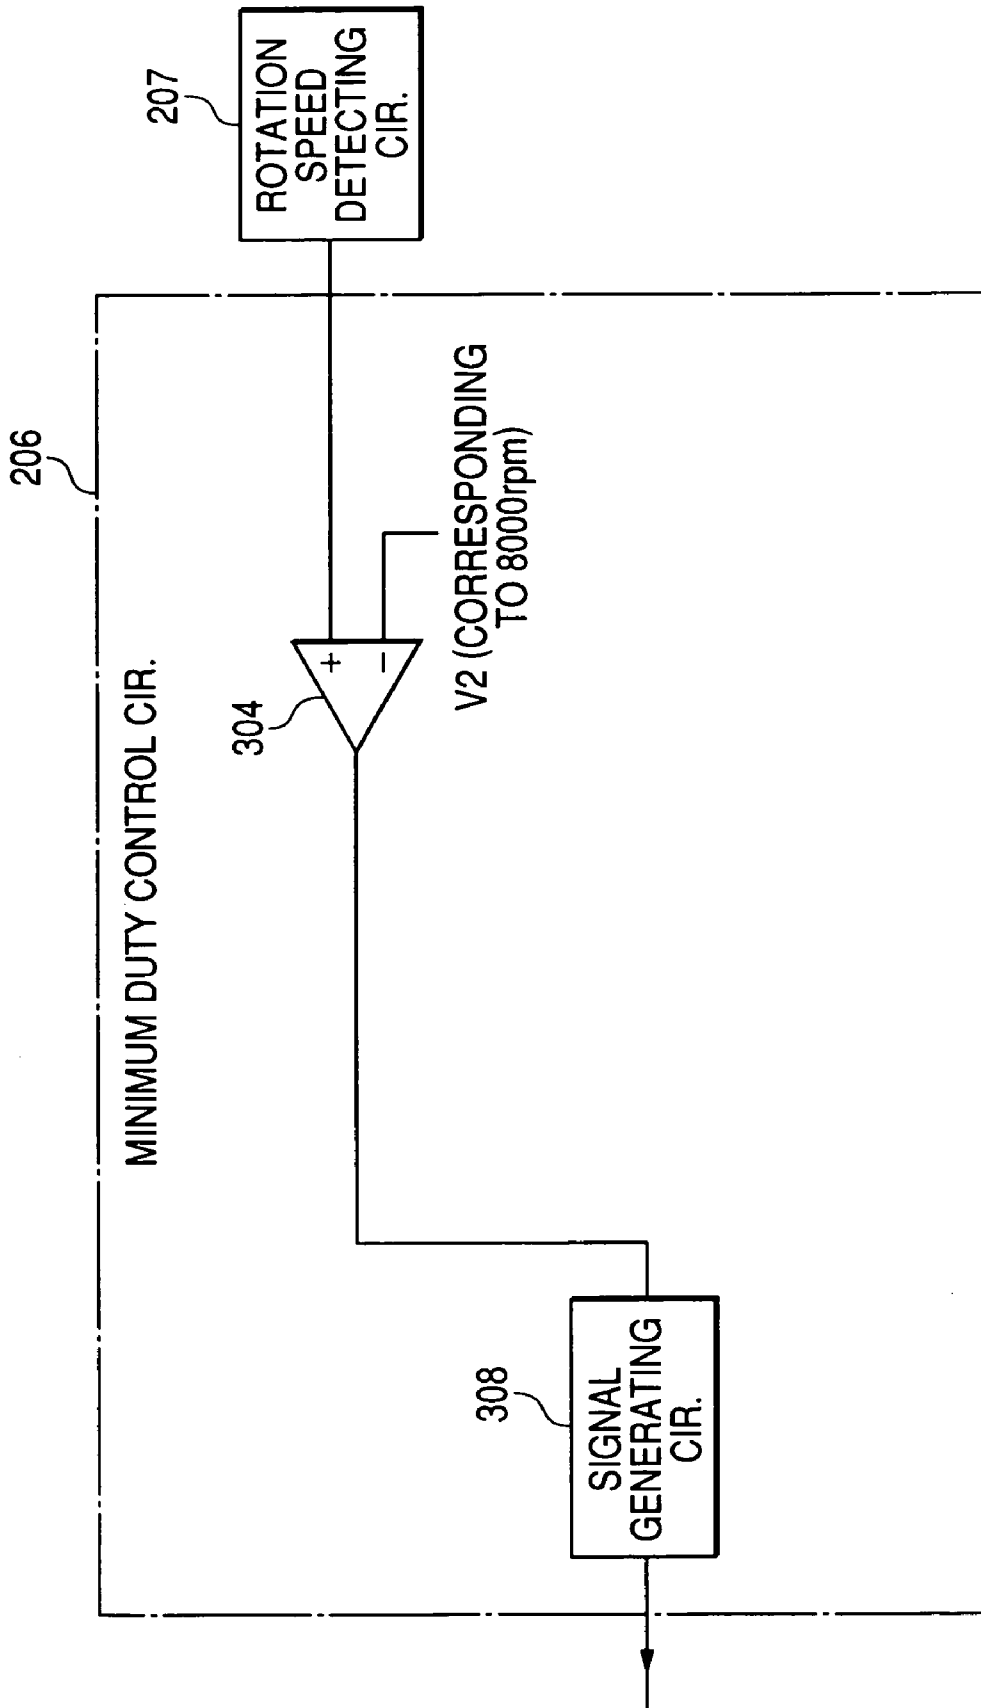 206
MINIMUM DUTY CONTROL CIR.
207
ROTATION
SPEED
DETECTING
CIR.
304
+
−
V2 (CORRESPONDING
TO 8000rpm)
308
SIGNAL
GENERATING
CIR.